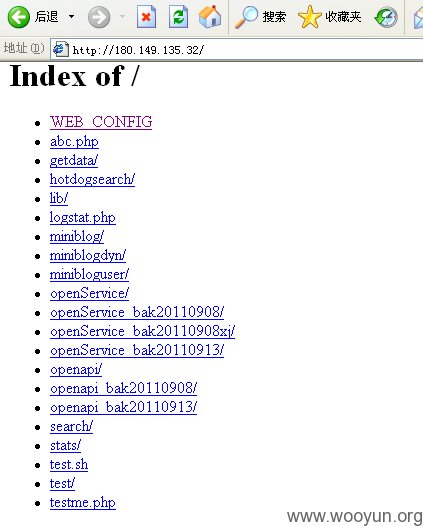 后退 搜索 收藏夹
地址(D) http://180.149.135.32/
Index of /
WEB_CONFIG
abc.php
getdata/
hotdogsearch/
lib/
logstat.php
miniblog/
miniblogdyn/
minibloguser/
openService/
openService_bak20110908/
openService_bak20110908xj/
openService_bak20110913/
openapi/
openapi_bak20110908/
openapi_bak20110913/
search/
stats/
test.sh
test/
testme.php
www.wooyun.org